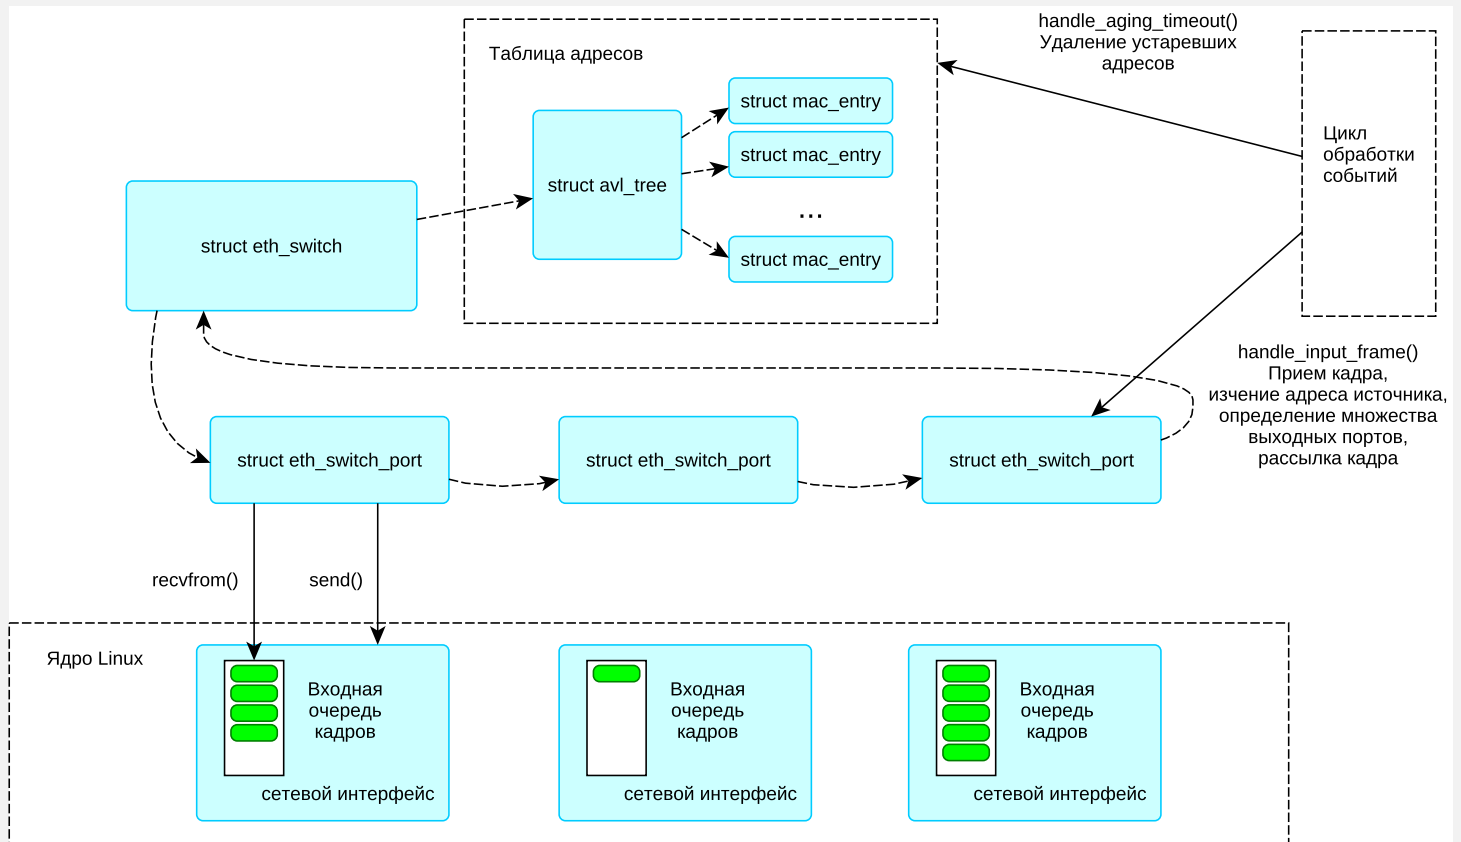 handle_aging_timeout()
Удаление устаревших
адресов
Таблица адресов
struct mac_entry
struct mac_entry
...
struct mac_entry
struct avl_tree
Цикл
обработки
событий
struct eth_switch
handle_input_frame()
Прием кадра,
изчение адреса источника,
определение множества
выходных портов,
рассылка кадра
struct eth_switch_port
struct eth_switch_port
struct eth_switch_port
recvfrom()
send()
Ядро Linux
Входная
очередь
кадров
сетевой интерфейс
Входная
очередь
кадров
сетевой интерфейс
Входная
очередь
кадров
сетевой интерфейс